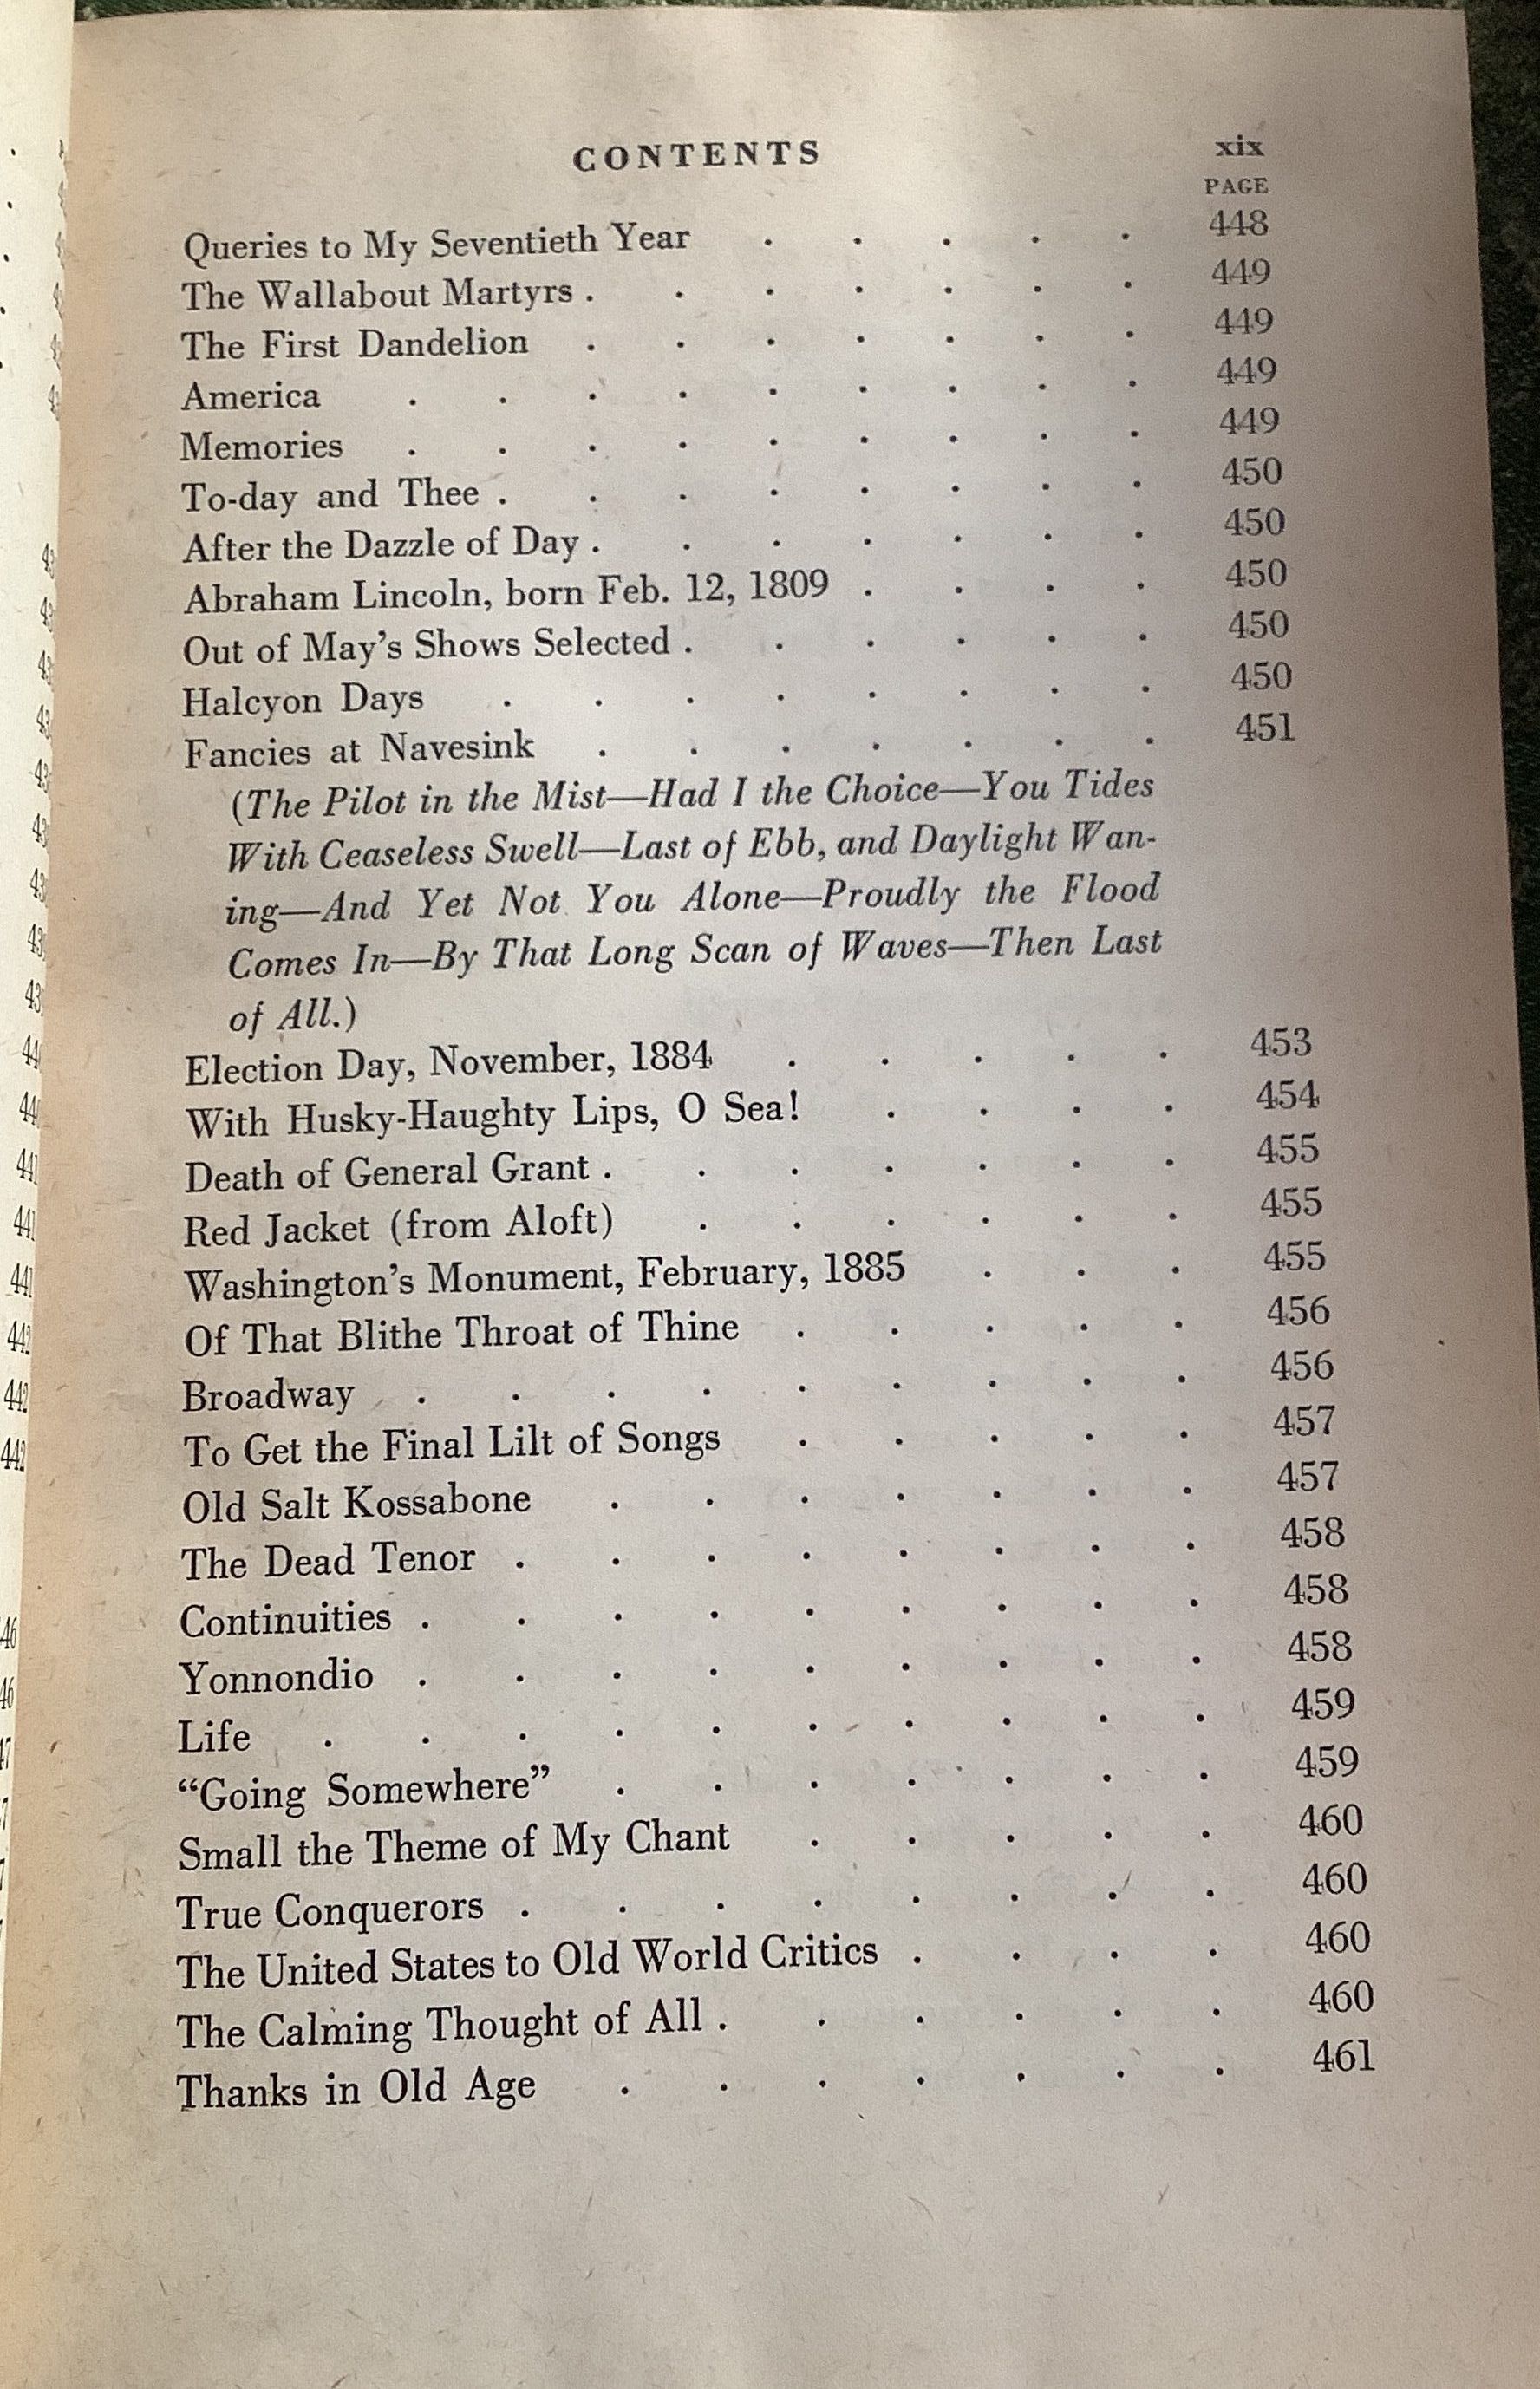 CONTENTS xix
PAGE
Queries to My Seventieth Year . . . . . 448
The Wallabout Martyrs . . . . . . . 449
The First Dandelion . . . . . . . 449
America . . . . . . . . . 449
Memories . . . . . . . . . 449
To-day and Thee . . . . . . . . 450
After the Dazzle of Day . . . . . . . 450
Abraham Lincoln, born Feb. 12, 1809 . . . . 450
Out of May's Shows Selected . . . . . . 450
Halcyon Days . . . . . . . . 450
Fancies at Navesink . . . . . . . 451
(The Pilot in the Mist—Had I the Choice—You Tides
With Ceaseless Swell—Last of Ebb, and Daylight Wan-
ing—And Yet Not You Alone—Proudly the Flood
Comes In—By That Long Scan of Waves—Then Last
of All.)
Election Day, November, 1884 . . . . . 453
With Husky-Haughty Lips, O Sea! . . . . 454
Death of General Grant . . . . . . . 455
Red Jacket (from Aloft) . . . . . . 455
Washington's Monument, February, 1885 . . . 455
Of That Blithe Throat of Thine . . . . . 456
Broadway . . . . . . . . . 456
To Get the Final Lilt of Songs . . . . . 457
Old Salt Kossabone . . . . . . . 457
The Dead Tenor . . . . . . . . 458
Continuities . . . . . . . . . 458
Yonnondio . . . . . . . . . 458
Life . . . . . . . . . . 459
"Going Somewhere" . . . . . . . 459
Small the Theme of My Chant . . . . . 460
True Conquerors . . . . . . . . 460
The United States to Old World Critics . . . . 460
The Calming Thought of All . . . . . . 460
Thanks in Old Age . . . . . . . 461